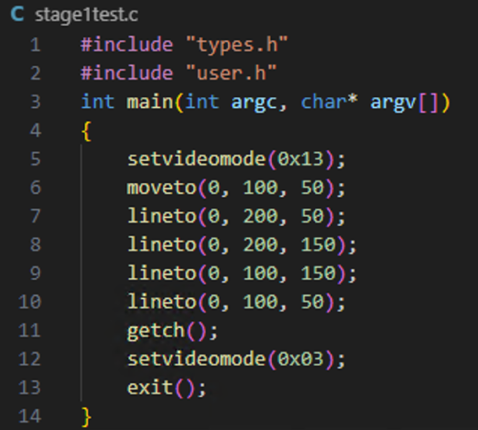 stage1test.c
1 #include "types.h"
2 #include "user.h"
3 int main(int argc, char* argv[])
4 {
5 setvideomode(0x13);
6 moveto(0, 100, 50);
7 lineto(0, 200, 50);
8 lineto(0, 200, 150);
9 lineto(0, 100, 150);
10 lineto(0, 100, 50);
11 getch();
12 setvideomode(0x03);
13 exit();
14 }